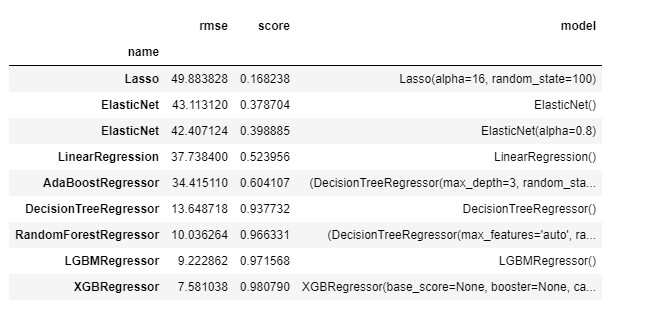 rmse score model
name
Lasso 49.883828 0.168238 Lasso(alpha=16, random_state=100)
ElasticNet 43.113120 0.378704 ElasticNet()
ElasticNet 42.407124 0.398885 ElasticNet(alpha=0.8)
LinearRegression 37.738400 0.523956 LinearRegression()
AdaBoostRegressor 34.415110 0.604107 (DecisionTreeRegressor(max_depth=3, random_sta...
DecisionTreeRegressor 13.648718 0.937732 DecisionTreeRegressor()
RandomForestRegressor 10.036264 0.966331 (DecisionTreeRegressor(max_features='auto', ra...
LGBMRegressor 9.222862 0.971568 LGBMRegressor()
XGBRegressor 7.581038 0.980790 XGBRegressor(base_score=None, booster=None, ca...